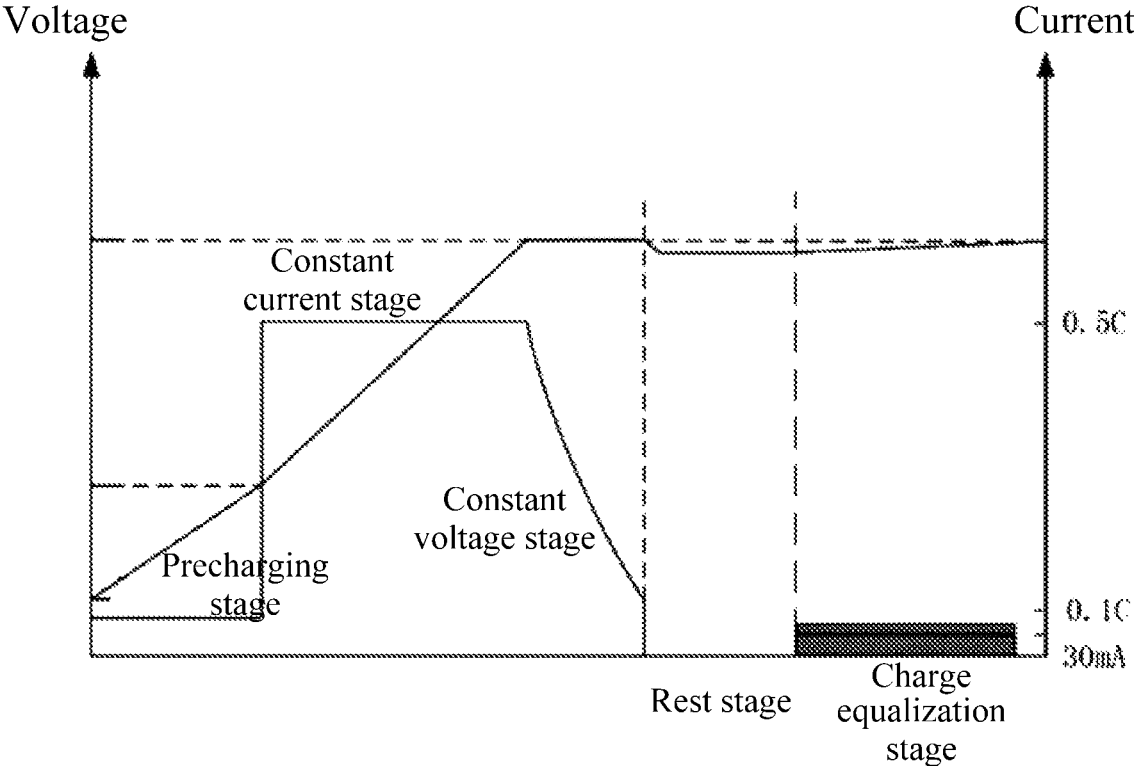 Voltage
Current
Constant
current stage
0.5C
Constant
voltage stage
Precharging
stage
0.1C
30mA
Rest stage
Charge
equalization
stage